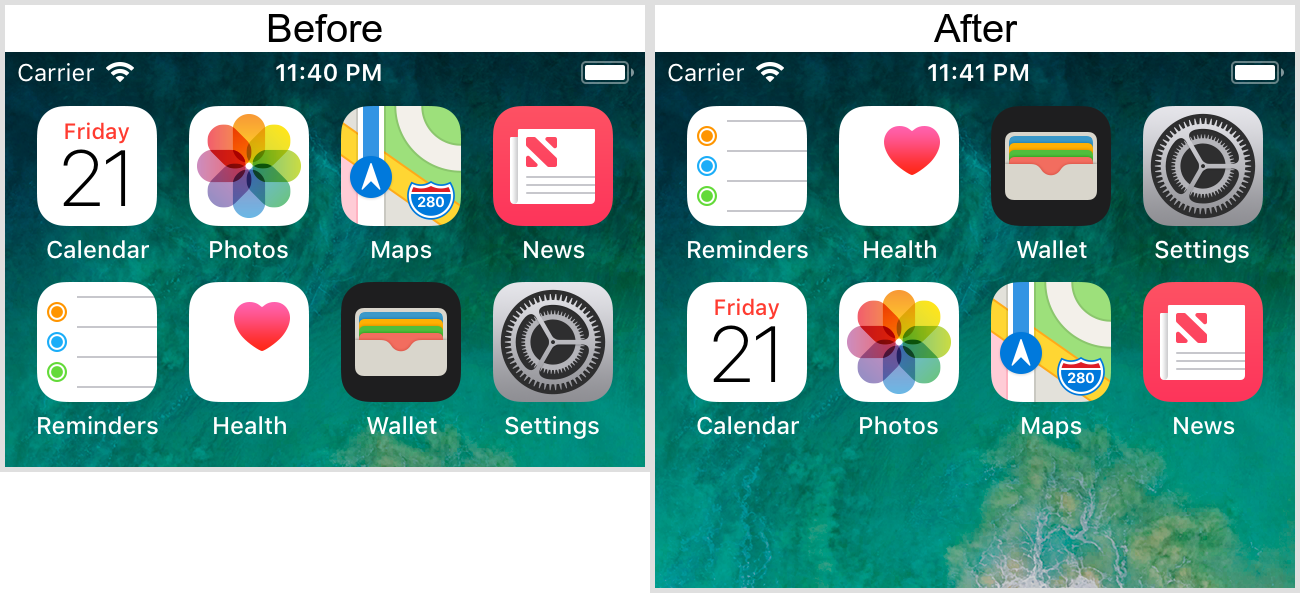 Before
Carrier 11:40 PM
Friday
21
280
Calendar Photos Maps News
Reminders Health Wallet Settings
After
Carrier 11:41 PM
Reminders Health Wallet Settings
Friday
21
280
Calendar Photos Maps News